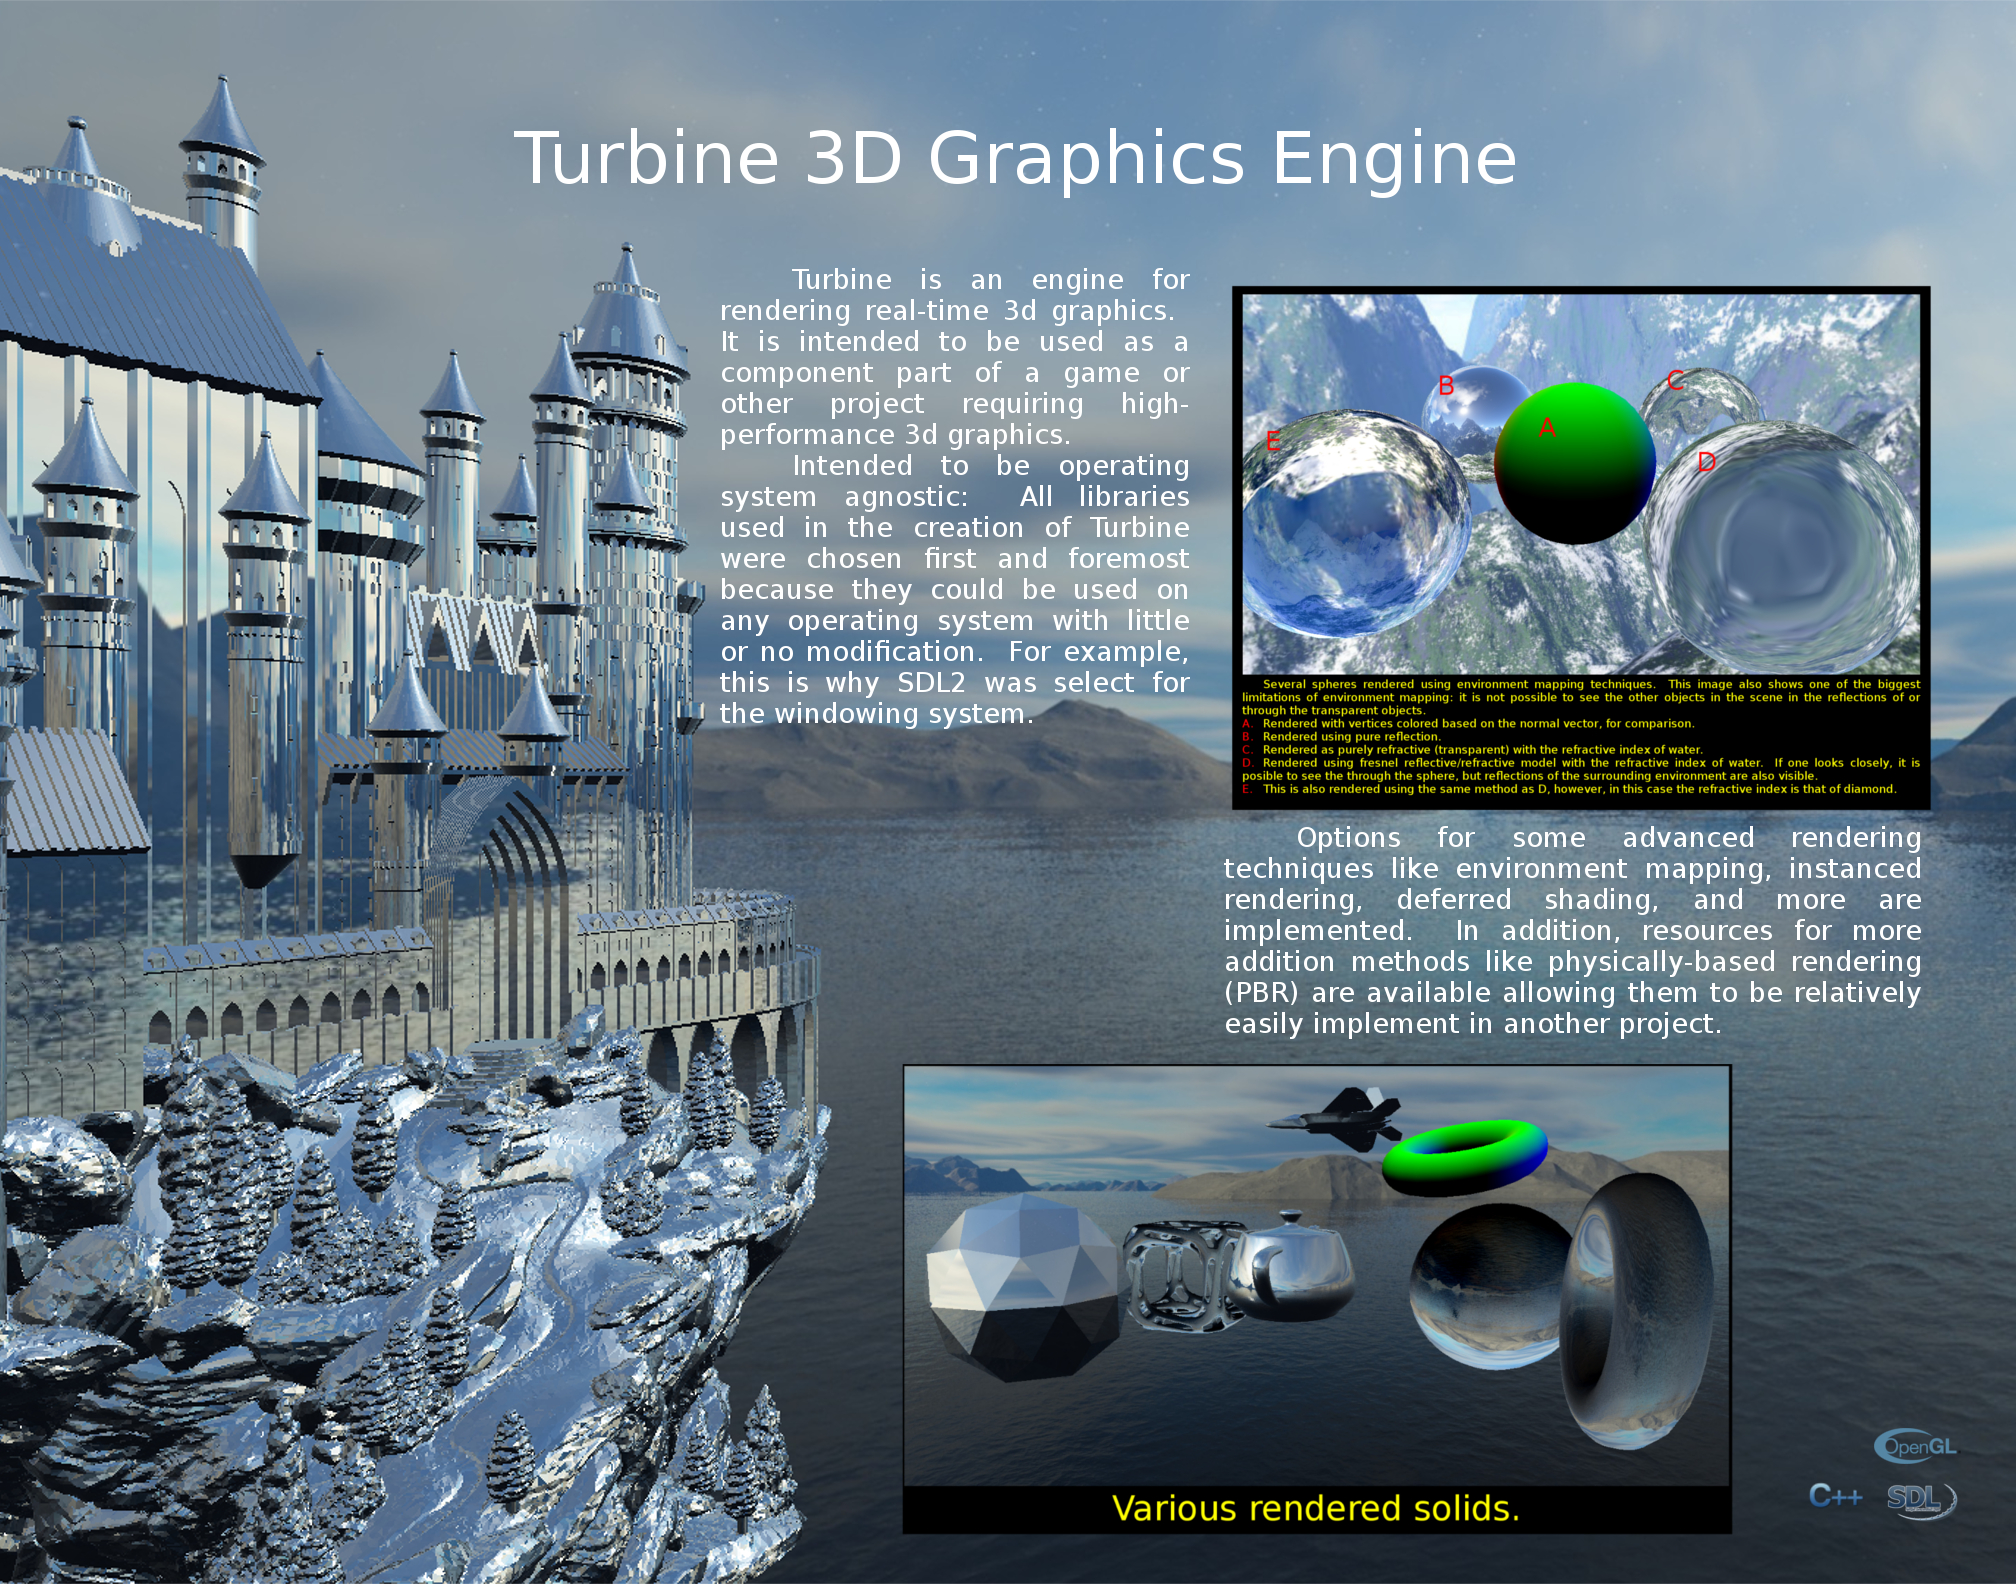 Turbine 3D Graphics Engine
Turbine is an engine for
rendering real-time 3d graphics.
It is intended to be used as a
component part of a game or
other project requiring high-
performance 3d graphics.
Intended to be operating
system agnostic: All libraries
used in the creation of Turbine
were chosen first and foremost
because they could be used on
any operating system with little
or no modification. For example,
this is why SDL2 was select for
the windowing system.
B
C
A
E
D
Several spheres rendered using environment mapping techniques. This image also shows one of the biggest
limitations of environment mapping: it is not possible to see the other objects in the scene in the reflections of or
through the transparent objects.
A. Rendered with vertices colored based on the normal vector, for comparison.
B. Rendered using pure reflection.
C. Rendered as purely refractive (transparent) with the refractive index of water.
D. Rendered using fresnel reflective/refractive model with the refractive index of water. If one looks closely, it is
posible to see the through the sphere, but reflections of the surrounding environment are also visible.
E. This is also rendered using the same method as D, however, in this case the refractive index is that of diamond.
Options for some advanced rendering
techniques like environment mapping, instanced
rendering, deferred shading, and more are
implemented. In addition, resources for more
addition methods like physically-based rendering
(PBR) are available allowing them to be relatively
easily implement in another project.
Various rendered solids.
OpenGL
C++
SDL